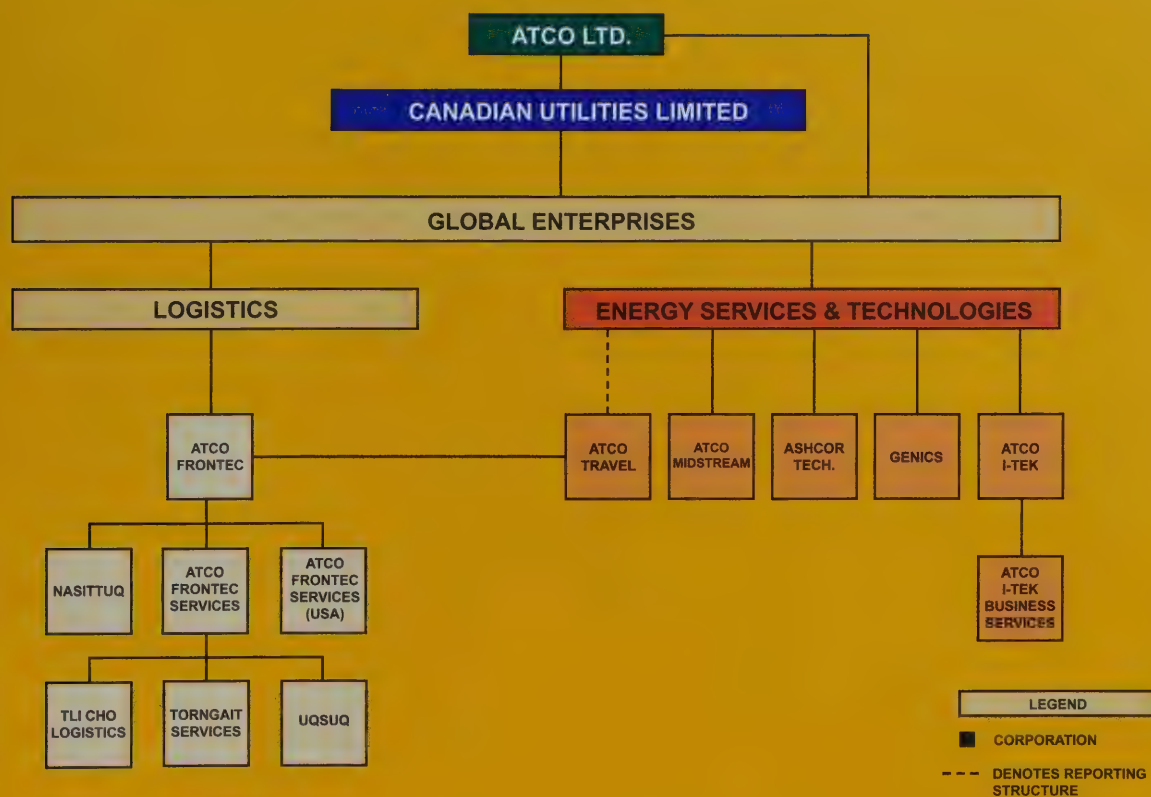 ATCO LTD.
CANADIAN UTILITIES LIMITED
GLOBAL ENTERPRISES
LOGISTICS
ENERGY SERVICES & TECHNOLOGIES
ATCO
FRONTEC
ATCO
TRAVEL
ATCO
MIDSTREAM
ASHCOR
TECH.
GENICS
ATCO
I-TEK
NASITTUQ
ATCO
FRONTEC
SERVICES
ATCO
FRONTEC
SERVICES
(USA)
ATCO
I-TEK
BUSINESS
SERVICES
TLI CHO
LOGISTICS
TORNGAIT
SERVICES
UQSUQ
LEGEND
CORPORATION
DENOTES REPORTING
STRUCTURE